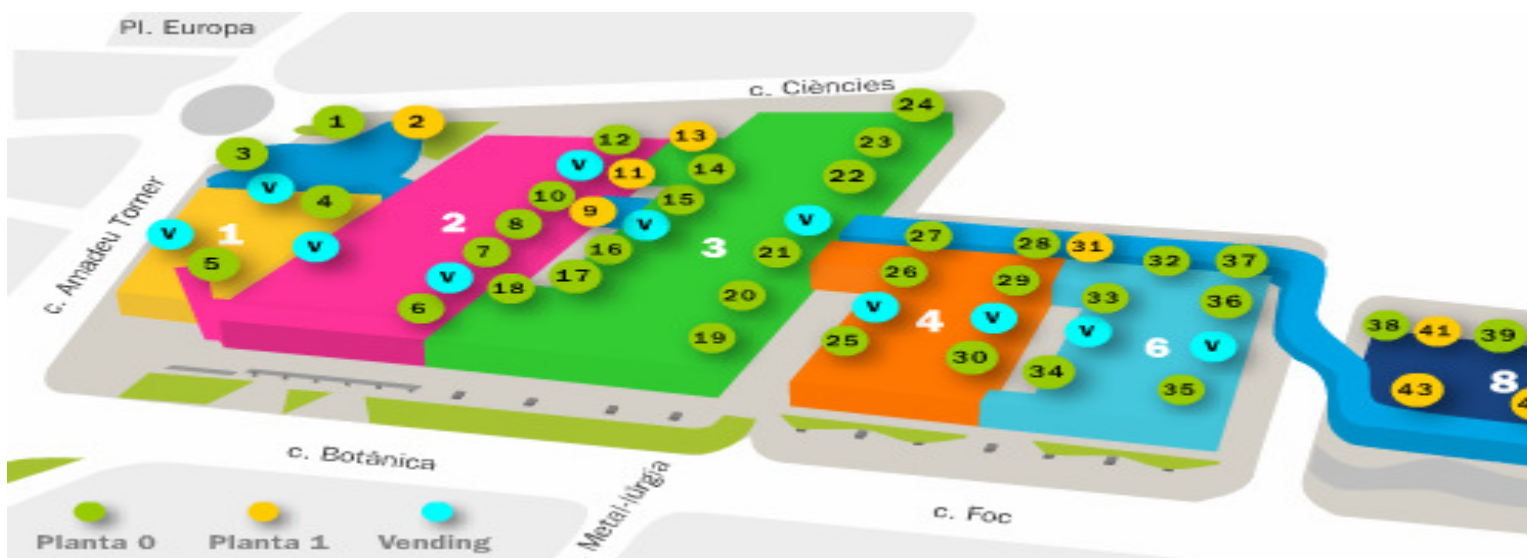 Pl. Europa
c. Ciències
24
1
2
12
13
23
3
14
V
11
22
V
4
10
15
1
2
8
9
V
V
V
V
27
28
31
5
7
16
3
21
32
37
V
17
26
29
33
36
6
18
20
V
4
V
V
6
V
38
41
39
19
25
30
34
35
43
8
c. Amadeu Torner
c. Botànica
Metal·lúrgia
c. Foc
Planta 0
Planta 1
Vending